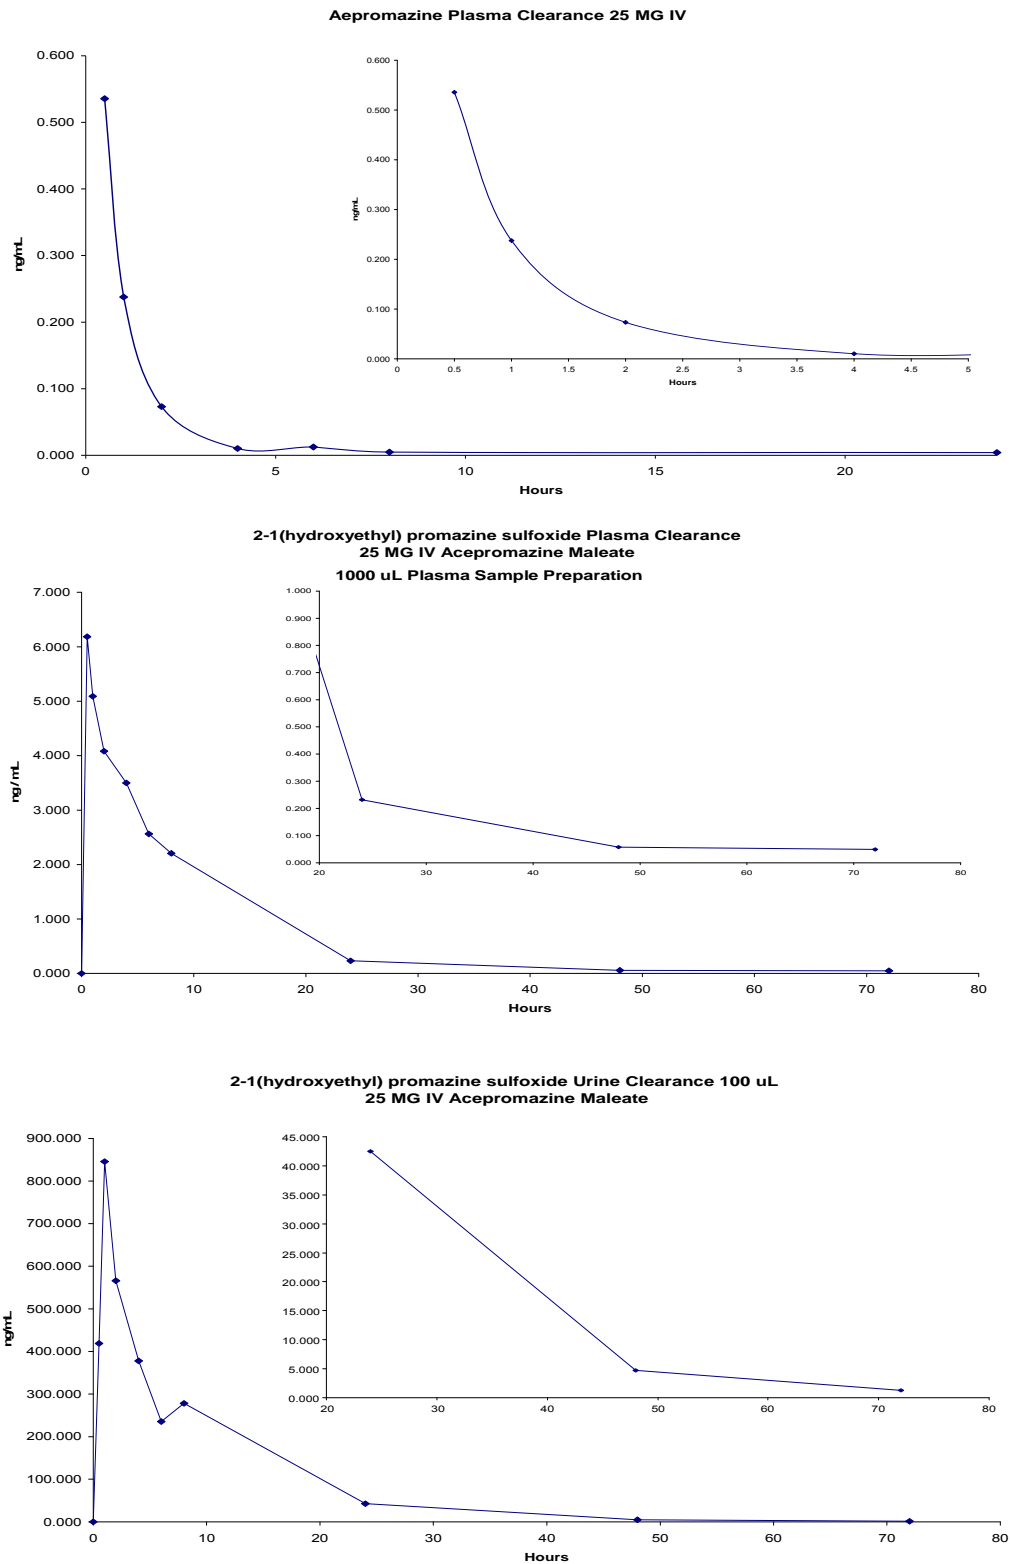 Aepromazine Plasma Clearance 25 MG IV
0.600
0.500
0.400
0.300
0.200
0.100
0.000
ng/mL
0 5 10 15 20
Hours
0.600
0.500
0.400
0.300
0.200
0.100
0.000
ng/mL
0 0.5 1 1.5 2 2.5 3 3.5 4 4.5 5
Hours
2-1(hydroxyethyl) promazine sulfoxide Plasma Clearance
25 MG IV Acepromazine Maleate
1000 uL Plasma Sample Preparation
7.000
6.000
5.000
4.000
3.000
2.000
1.000
0.000
ng/mL
0 10 20 30 40 50 60 70 80
Hours
1.000
0.900
0.800
0.700
0.600
0.500
0.400
0.300
0.200
0.100
0.000
20 30 40 50 60 70 80
2-1(hydroxyethyl) promazine sulfoxide Urine Clearance 100 uL
25 MG IV Acepromazine Maleate
900.000
800.000
700.000
600.000
500.000
400.000
300.000
200.000
100.000
0.000
ng/mL
0 10 20 30 40 50 60 70 80
Hours
45.000
40.000
35.000
30.000
25.000
20.000
15.000
10.000
5.000
0.000
20 30 40 50 60 70 80